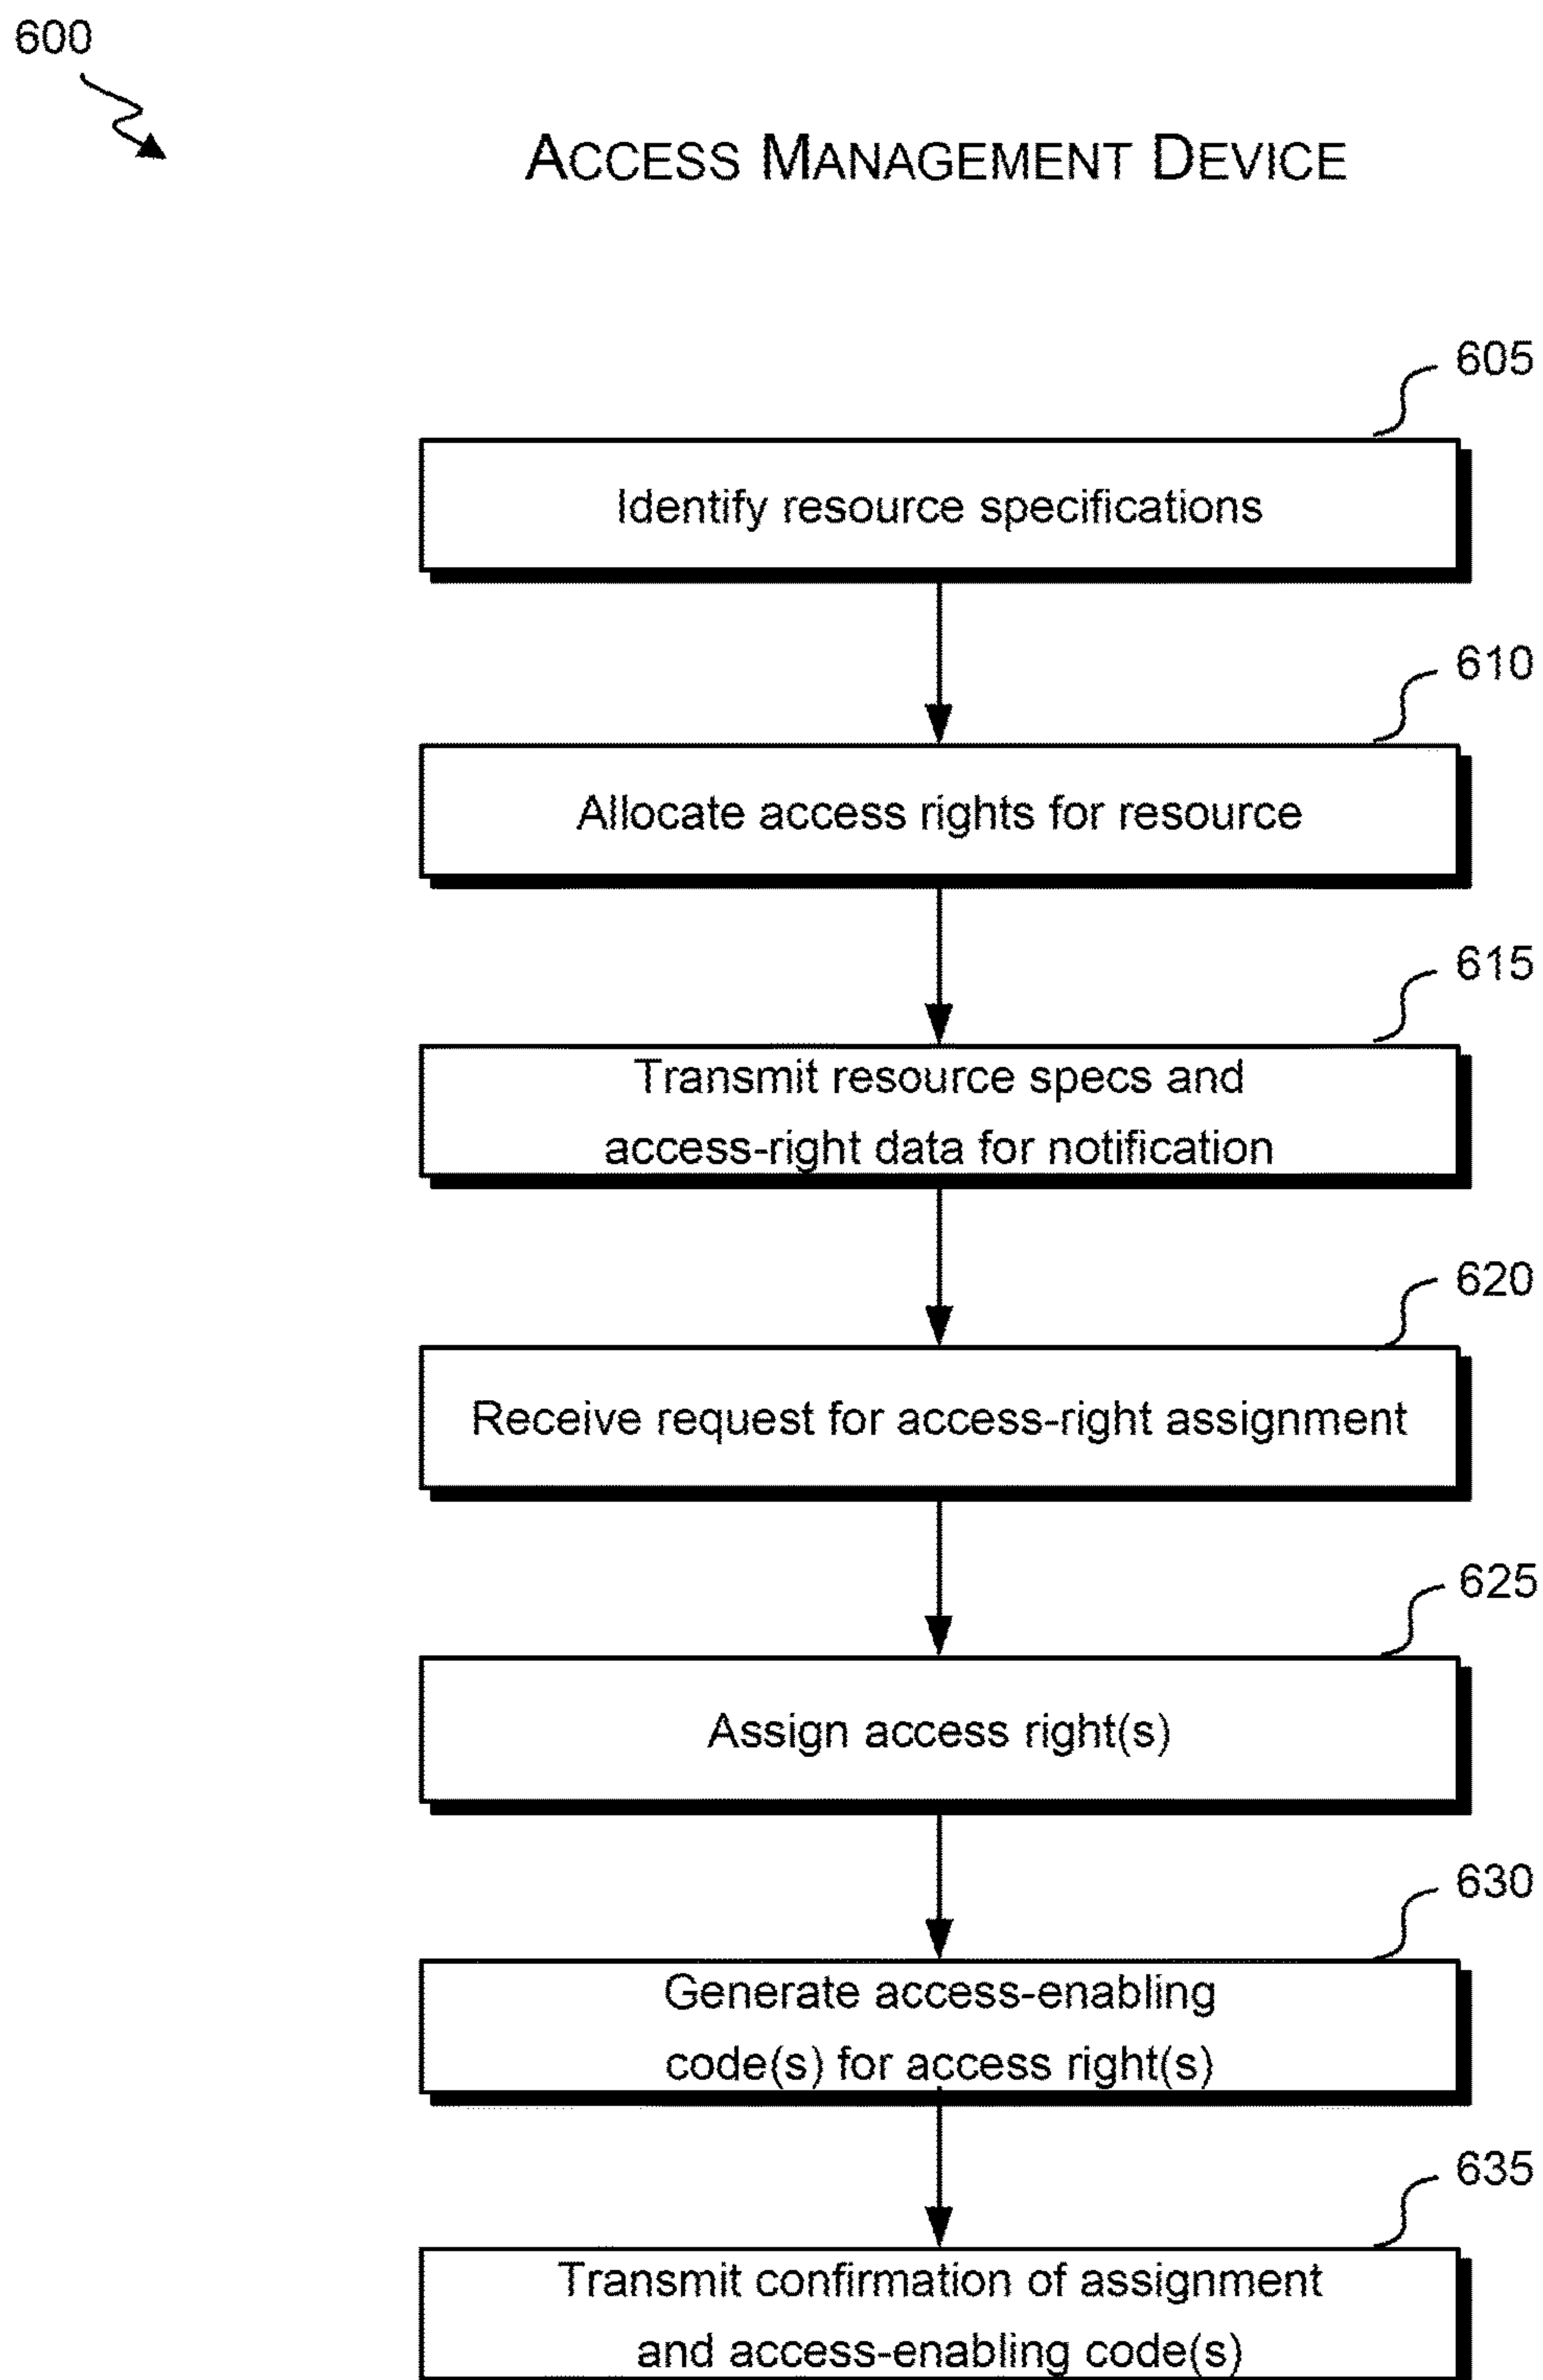 600
ACCESS MANAGEMENT DEVICE
605
Identify resource specifications
610
Allocate access rights for resource
615
Transmit resource specs and
access-right data for notification
620
Receive request for access-right assignment
625
Assign access right(s)
630
Generate access-enabling
code(s) for access right(s)
635
Transmit confirmation of assignment
and access-enabling code(s)